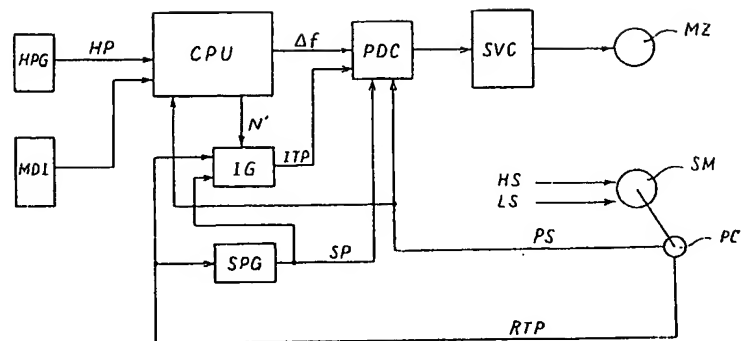 HPG
HP
CPU
Δf
PDC
SVC
MZ
MDI
N'
IG
ITP
HS
LS
SM
SPG
SP
PS
PC
RTP